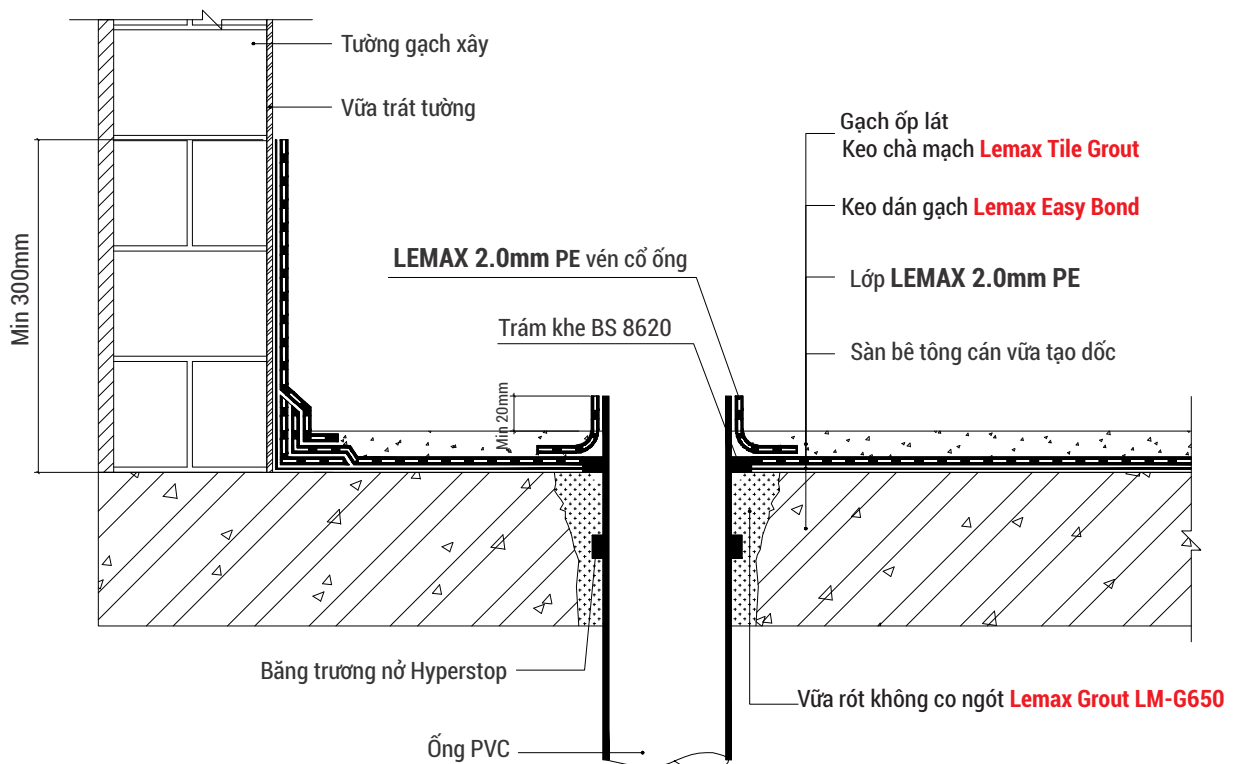 Tường gạch xây
Vữa trát tường
Gạch ốp lát
Keo chà mạch Lemax Tile Grout
Keo dán gạch Lemax Easy Bond
LEMAX 2.0mm PE vén cổ ống
Lớp LEMAX 2.0mm PE
Trám khe BS 8620
Sàn bê tông cán vữa tạo dốc
Min 300mm
Min 20mm
Băng trương nở Hyperstop
Vữa rót không co ngót Lemax Grout LM-G650
Ống PVC